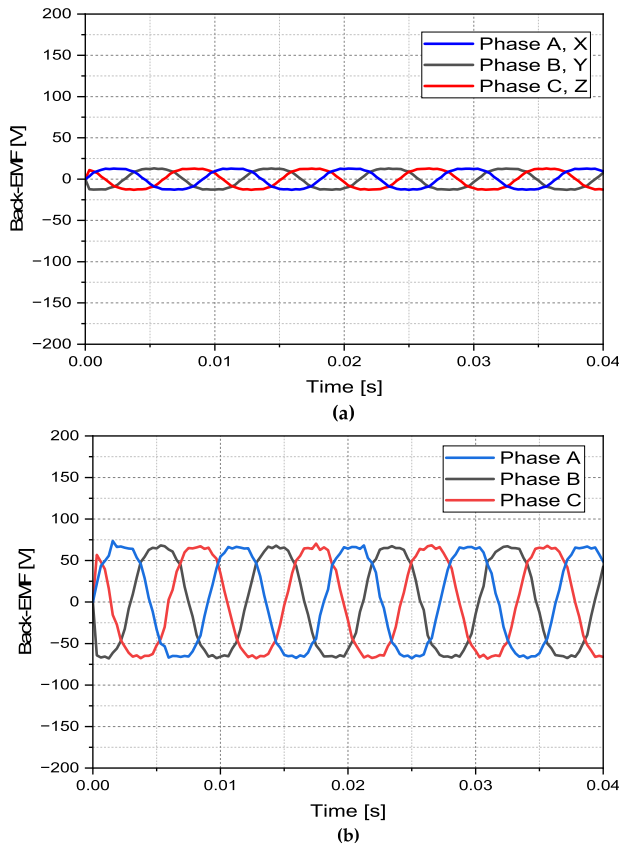 200
150
100
50
0
−50
−100
−150
−200
Back-EMF [V]
Phase A, X
Phase B, Y
Phase C, Z
0.00 0.01 0.02 0.03 0.04
Time [s]
(a)
200
150
100
50
0
−50
−100
−150
−200
Back-EMF [V]
Phase A
Phase B
Phase C
0.00 0.01 0.02 0.03 0.04
Time [s]
(b)